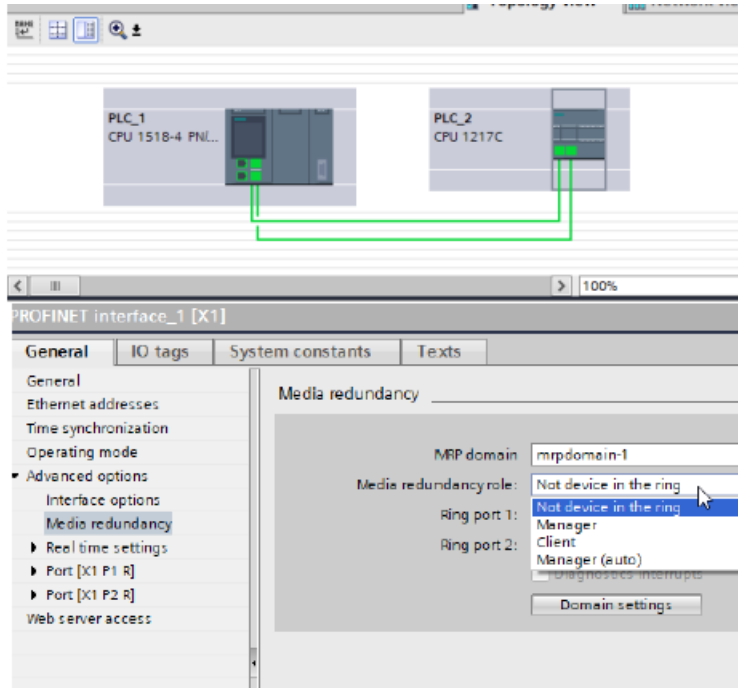 Topology view
PLC_1
CPU 1518-4 PN/...
PLC_2
CPU 1217C
100%
PROFINET interface_1 [X1]
General IO tags System constants Texts
General
Ethernet addresses
Time synchronization
Operating mode
Advanced options
Interface options
Media redundancy
Real time settings
Port [X1 P1 R]
Port [X1 P2 R]
Web server access
Media redundancy
MRP domain mrpdomain-1
Media redundancy role: Not device in the ring
Ring port 1: Not device in the ring
Manager
Ring port 2: Client
Manager (auto)
Diagnostics interrupts
Domain settings